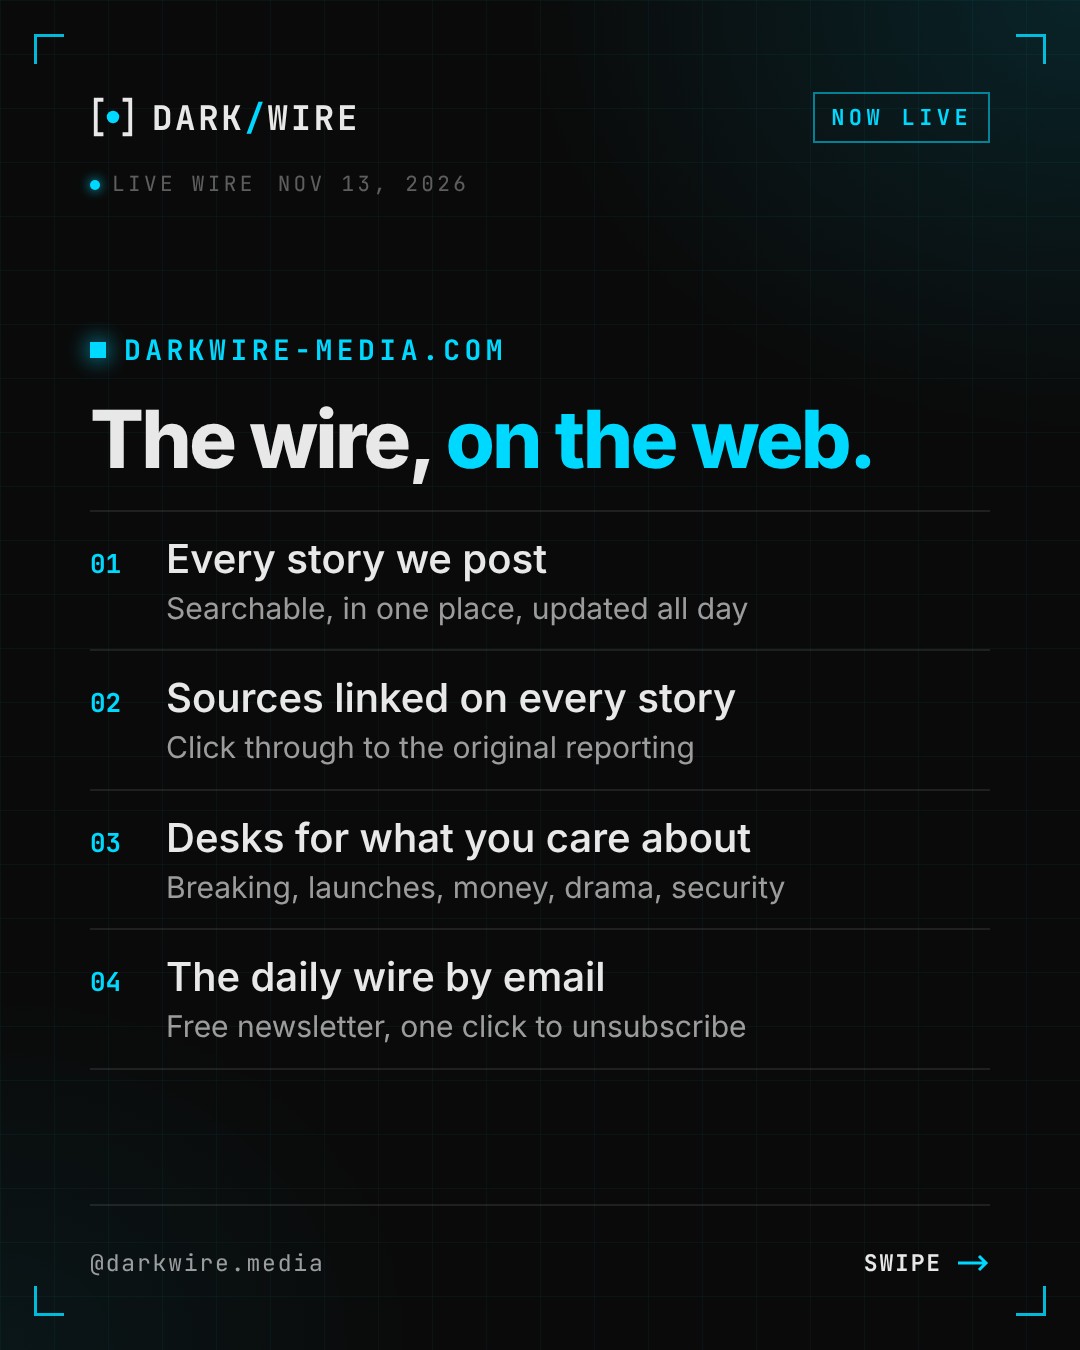 [•] DARK/WIRE
NOW LIVE
LIVE WIRE NOV 13, 2026
DARKWIRE-MEDIA.COM
The wire, on the web.
01 Every story we post
Searchable, in one place, updated all day
02 Sources linked on every story
Click through to the original reporting
03 Desks for what you care about
Breaking, launches, money, drama, security
04 The daily wire by email
Free newsletter, one click to unsubscribe
@darkwire.media
SWIPE →